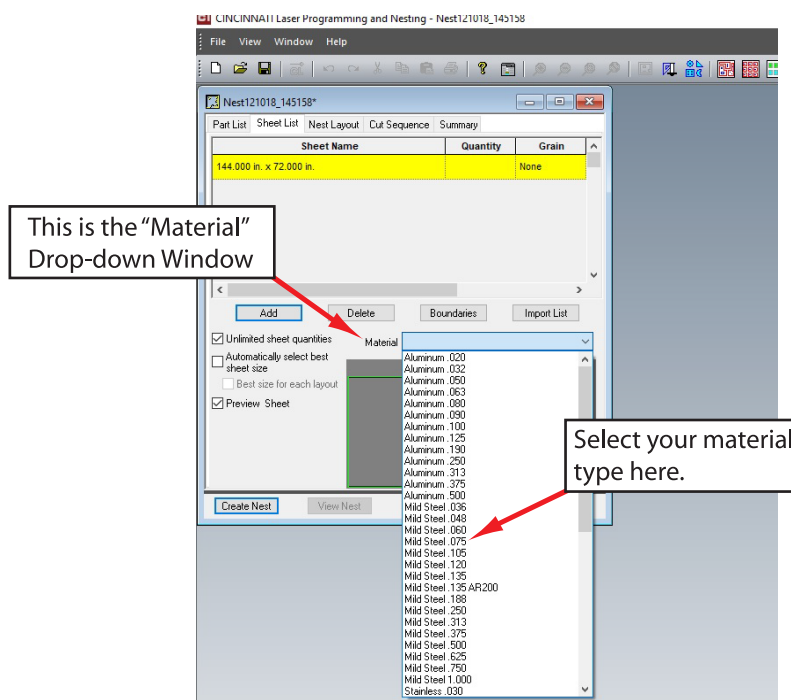 CINCINNATI Laser Programming and Nesting - Nest121018_145158
File View Window Help
Nest121018_145158*
Part List Sheet List Nest Layout Cut Sequence Summary
Sheet Name Quantity Grain
144.000 in. x 72.000 in. None
This is the “Material”
Drop-down Window
Add Delete Boundaries Import List
Unlimited sheet quantities
Material
Automatically select best
sheet size
Best size for each layout
Preview Sheet
Aluminum .020
Aluminum .032
Aluminum .050
Aluminum .063
Aluminum .080
Aluminum .090
Aluminum .100
Aluminum .125
Aluminum .190
Aluminum .250
Aluminum .313
Aluminum .375
Aluminum .500
Mild Steel .036
Mild Steel .048
Mild Steel .060
Mild Steel .075
Mild Steel .105
Mild Steel .120
Mild Steel .135
Mild Steel .135 AR200
Mild Steel .188
Mild Steel .250
Mild Steel .313
Mild Steel .375
Mild Steel .500
Mild Steel .625
Mild Steel .750
Mild Steel 1.000
Stainless .030
Select your material
type here.
Create Nest View Nest